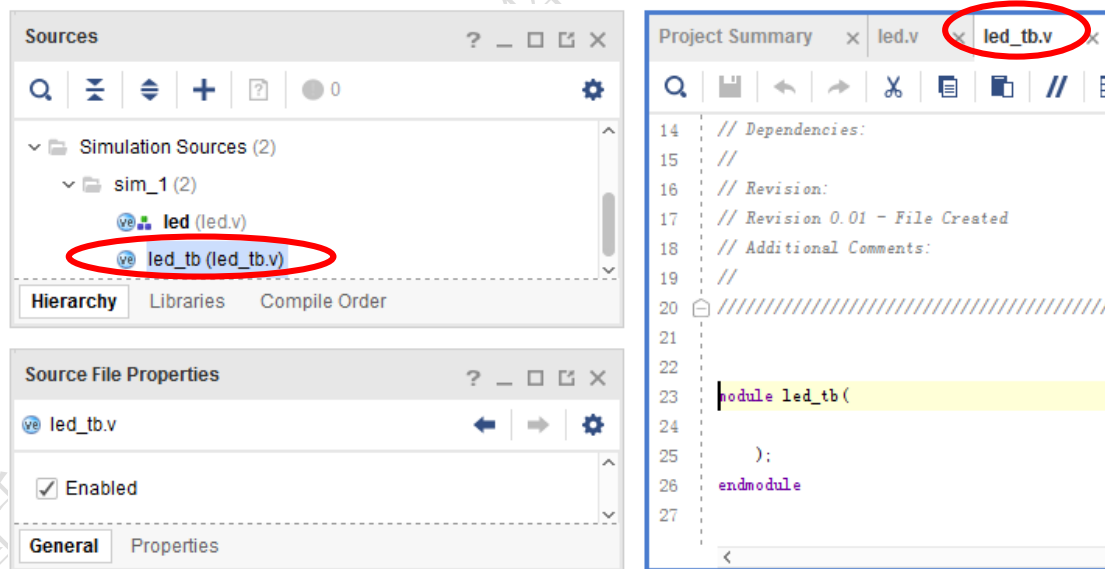 Sources
0
Simulation Sources (2)
sim_1 (2)
led (led.v)
led_tb (led_tb.v)
Hierarchy Libraries Compile Order
Source File Properties
led_tb.v
Enabled
General Properties
Project Summary led.v led_tb.v
14 // Dependencies:
15 //
16 // Revision:
17 // Revision 0.01 - File Created
18 // Additional Comments:
19 //
20 //////////////////////////////////////////
21
22
23 module led_tb(
24
25 );
26 endmodule
27